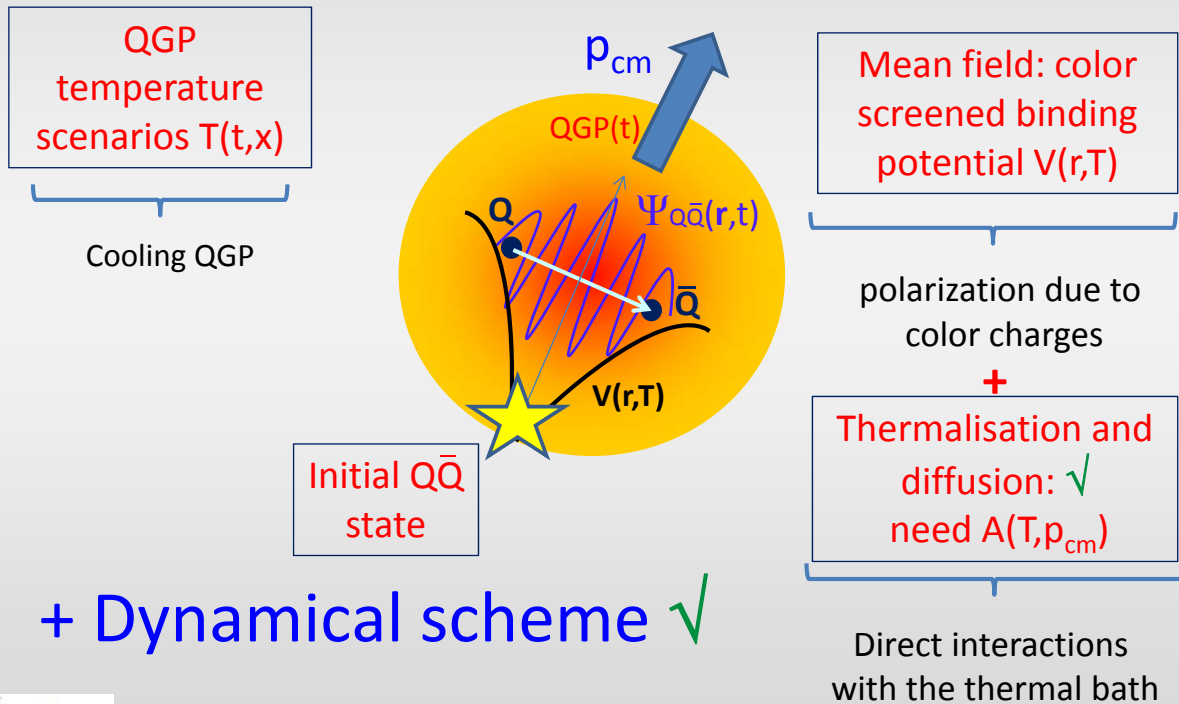 QGP
temperature
scenarios T(t,x)
Cooling QGP
p_cm
QGP(t)
Q
Ψ_QQ̄(r,t)
Q̄
V(r,T)
Initial QQ̄
state
Mean field: color
screened binding
potential V(r,T)
polarization due to
color charges
+
Thermalisation and
diffusion: √
need A(T,p_cm)
Direct interactions
with the thermal bath
+ Dynamical scheme √